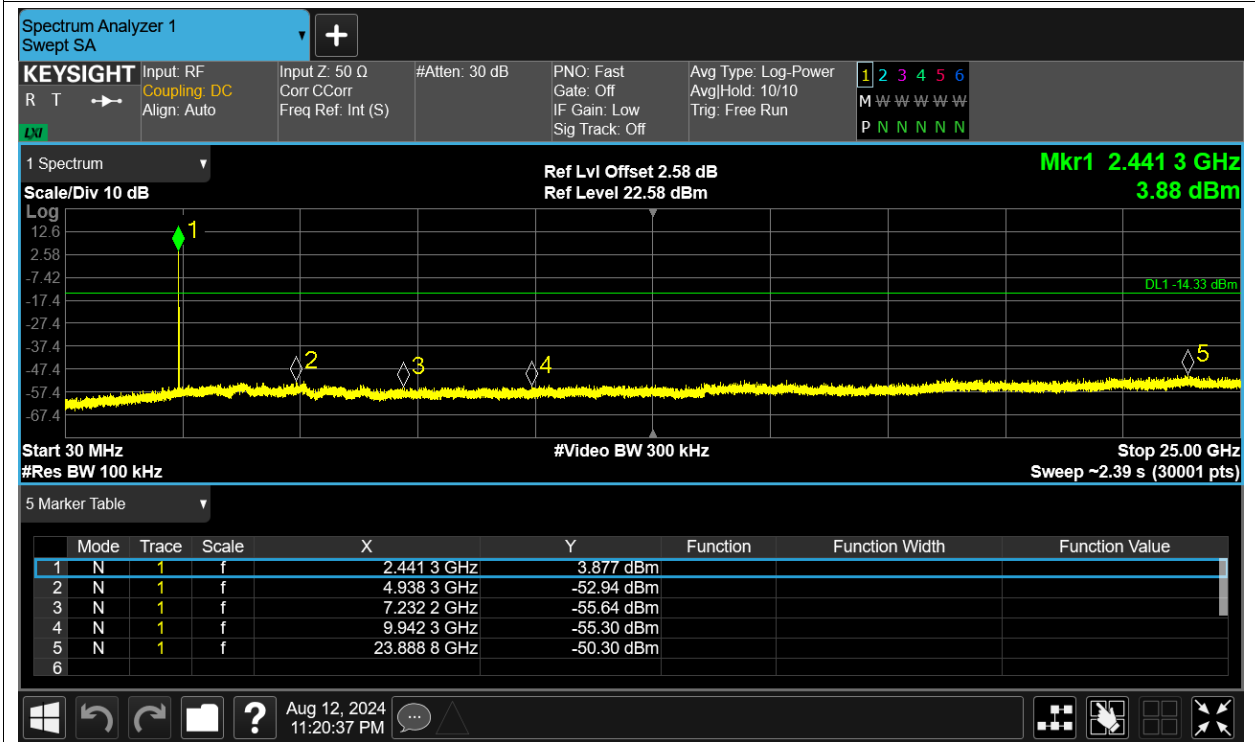 Spectrum Analyzer 1
Swept SA
+
KEYSIGHT Input: RF Input Z: 50 Ω #Atten: 30 dB PNO: Fast Avg Type: Log-Power 1 2 3 4 5 6
R T Coupling: DC Corr CCorr Gate: Off Avg|Hold: 10/10 M W W W W W
Align: Auto Freq Ref: Int (S) IF Gain: Low Trig: Free Run
LXI Sig Track: Off P N N N N N
1 Spectrum Ref Lvl Offset 2.58 dB Mkr1 2.441 3 GHz
Scale/Div 10 dB Ref Level 22.58 dBm 3.88 dBm
Log
12.6 1
2.58
-7.42
DL1 -14.33 dBm
-17.4
-27.4
-37.4
2 3 4 5
-47.4
-57.4
-67.4
Start 30 MHz #Video BW 300 kHz Stop 25.00 GHz
#Res BW 100 kHz Sweep ~2.39 s (30001 pts)
5 Marker Table
Mode Trace Scale X Y Function Function Width Function Value
1 N 1 f 2.441 3 GHz 3.877 dBm
2 N 1 f 4.938 3 GHz -52.94 dBm
3 N 1 f 7.232 2 GHz -55.64 dBm
4 N 1 f 9.942 3 GHz -55.30 dBm
5 N 1 f 23.888 8 GHz -50.30 dBm
6
? Aug 12, 2024
11:20:37 PM